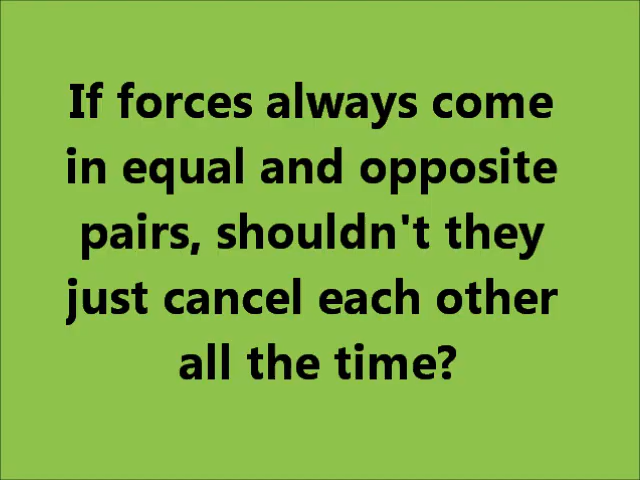 If forces always come
in equal and opposite
pairs, shouldn't they
just cancel each other
all the time?